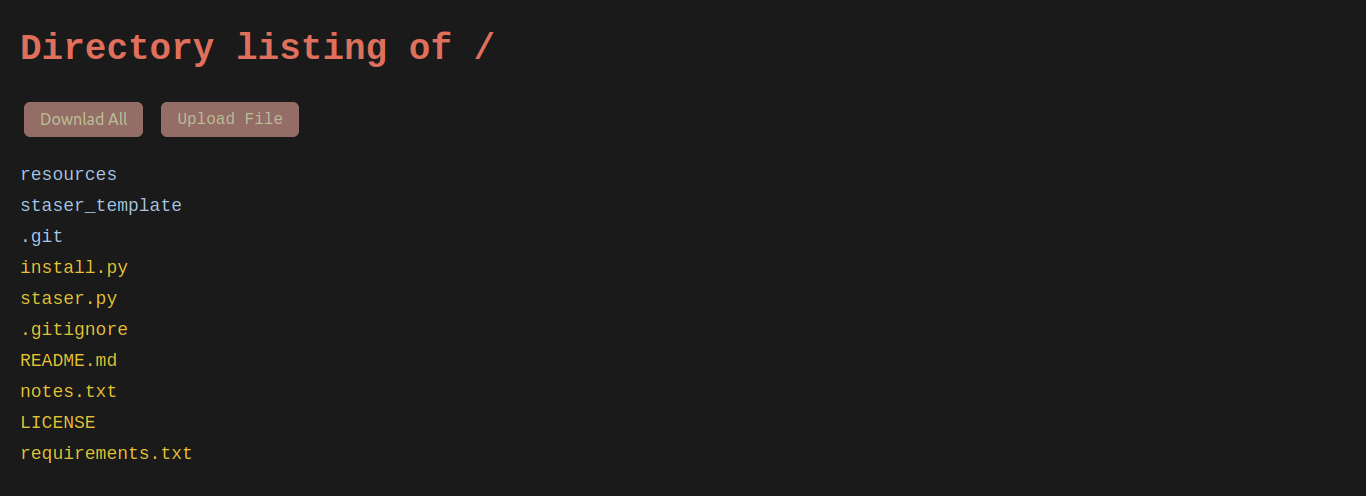 Directory listing of /
Downlad All Upload File
resources
staser_template
.git
install.py
staser.py
.gitignore
README.md
notes.txt
LICENSE
requirements.txt